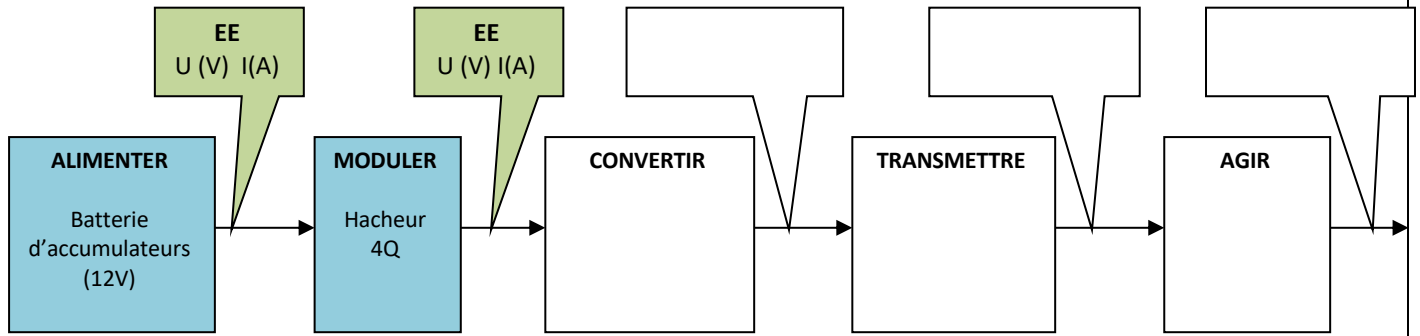 EE
U (V) I(A)
EE
U (V) I(A)
ALIMENTER
Batterie
d'accumulateurs
(12V)
MODULER
Hacheur
4Q
CONVERTIR
TRANSMETTRE
AGIR